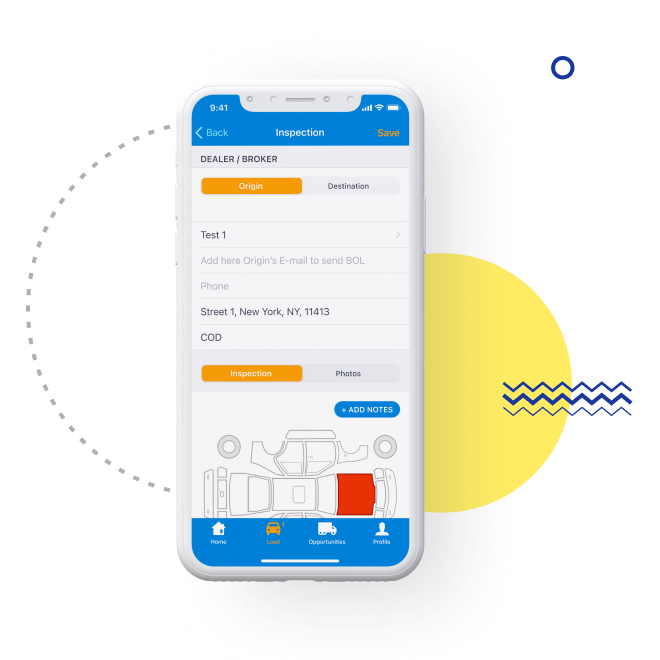 9:41
Back Inspection Save
DEALER / BROKER
Origin Destination
Test 1
Add here Origin's E-mail to send BOL
Phone
Street 1, New York, NY, 11413
COD
Inspection Photos
+ ADD NOTES
1
Home Load Opportunities Profile